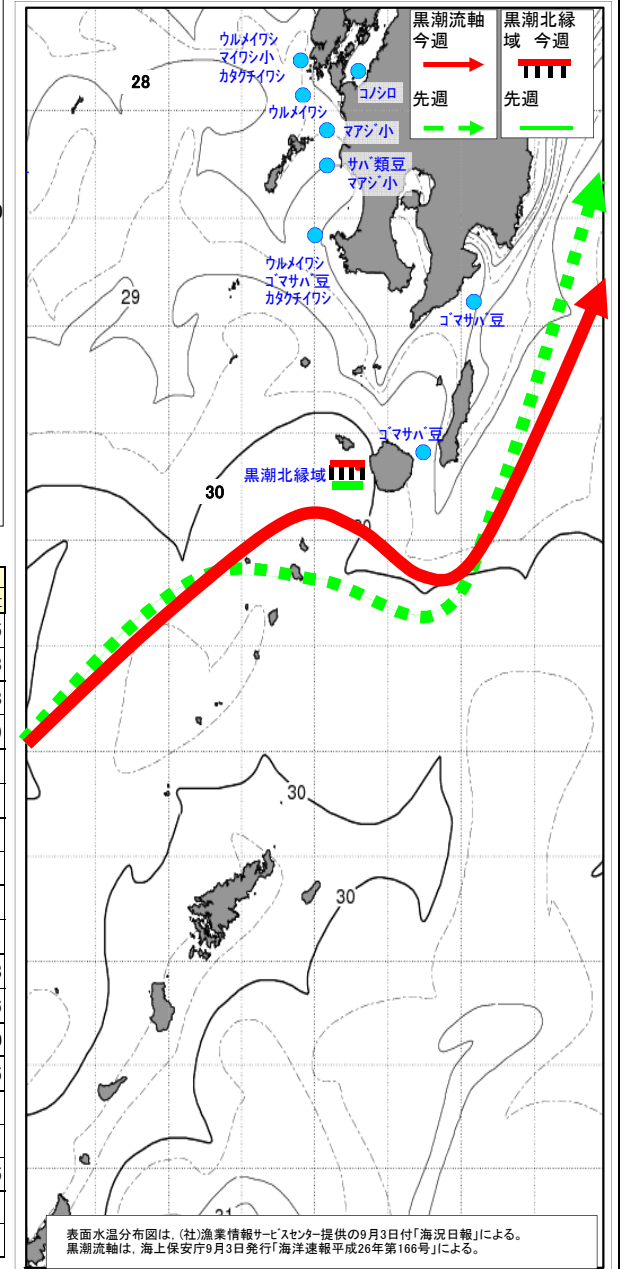 黒潮流軸
今週
先週
黒潮北縁
域 今週
先週
ウルメイワシ
マイワシ小
カタクチイワシ
コノシロ
ウルメイワシ
マアジ小
サバ類豆
マアジ小
ウルメイワシ
ゴマサバ豆
カタクチイワシ
ゴマサバ豆
ゴマサバ豆
黒潮北縁域
28
29
30
30
30
表面水温分布図は, (社)漁業情報サービスセンター提供の9月3日付「海況日報」による。
黒潮流軸は, 海上保安庁9月3日発行「海洋速報平成26年第166号」による。